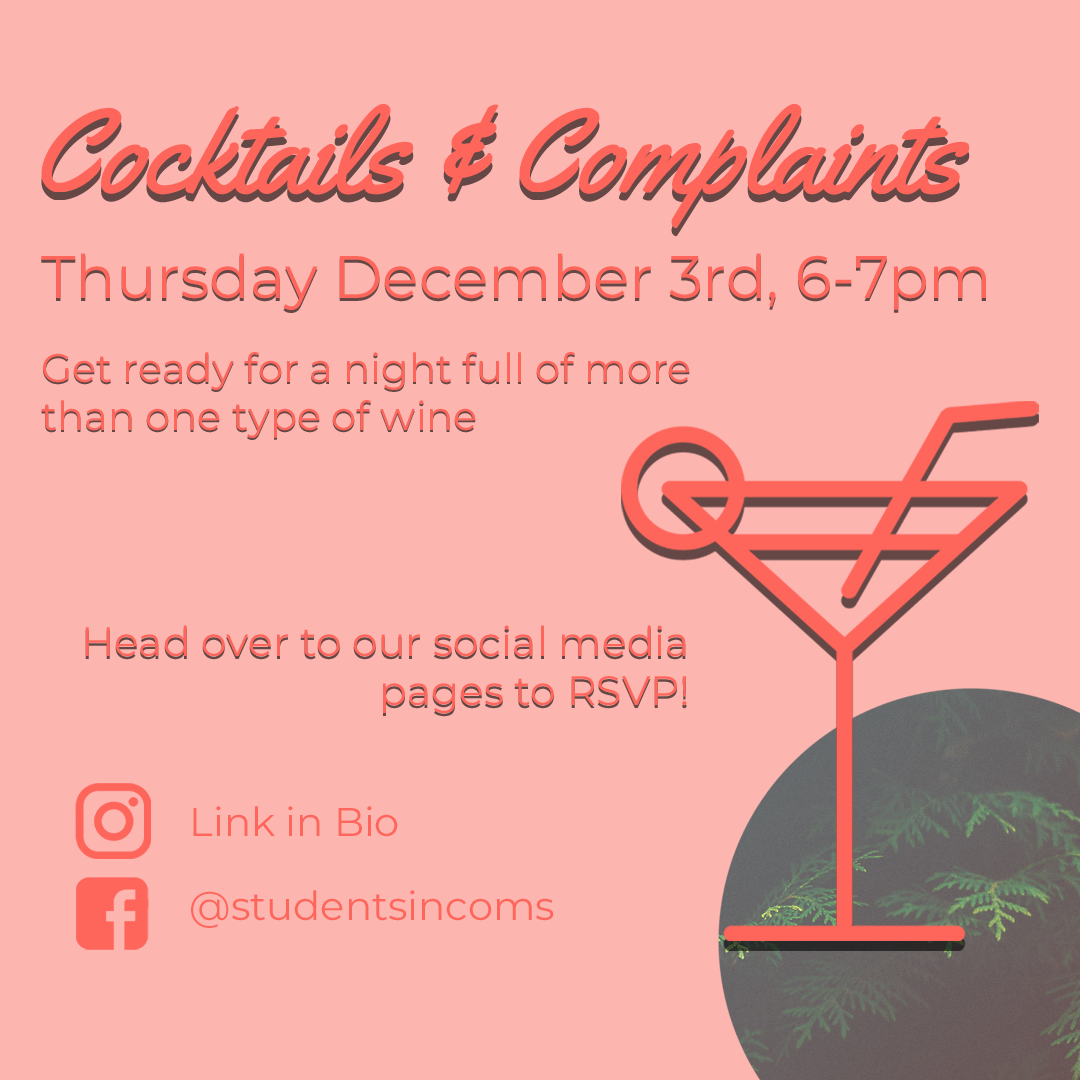 Cocktails & Complaints
Thursday December 3rd, 6-7pm
Get ready for a night full of more
than one type of wine
Head over to our social media
pages to RSVP!
Link in Bio
@studentsincoms